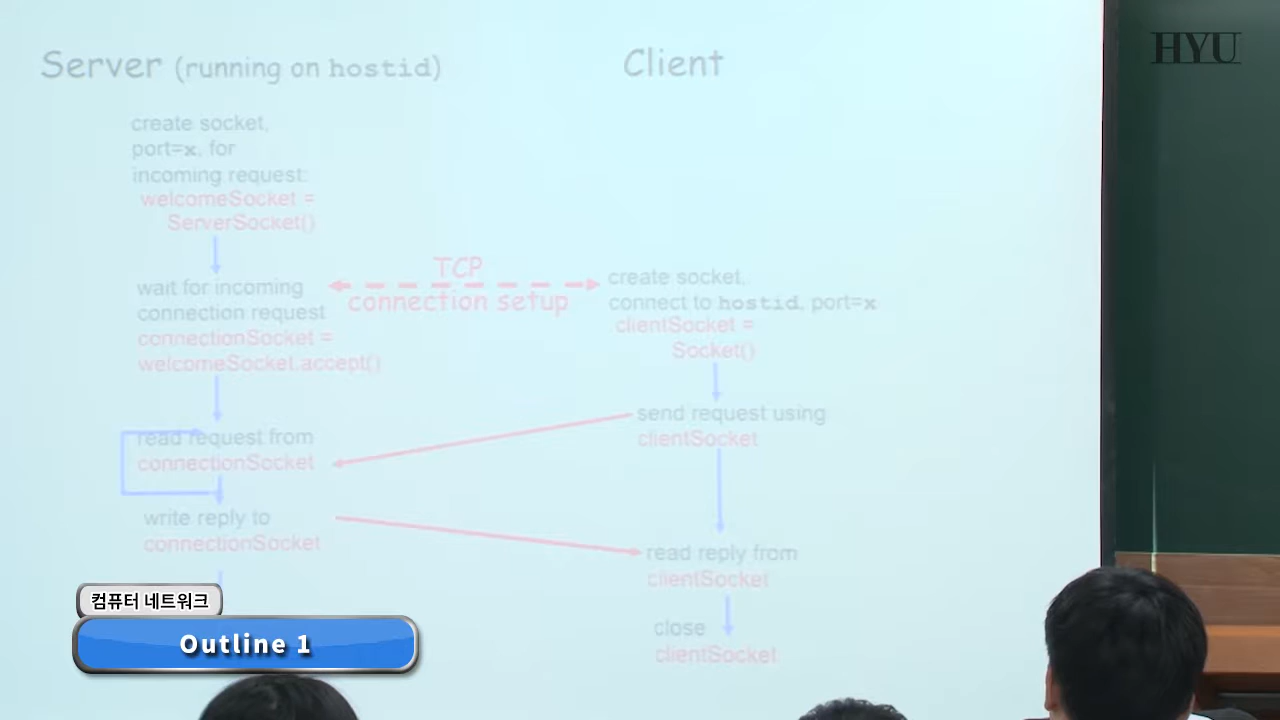 HYU
Server (running on hostid)
Client
create socket,
port=x, for
incoming request:
welcomeSocket =
ServerSocket()
wait for incoming
connection request
connectionSocket =
welcomeSocket.accept()
TCP
connection setup
create socket,
connect to hostid, port=x
clientSocket =
Socket()
send request using
clientSocket
read request from
connectionSocket
write reply to
connectionSocket
read reply from
clientSocket
close
clientSocket
컴퓨터 네트워크
Outline 1